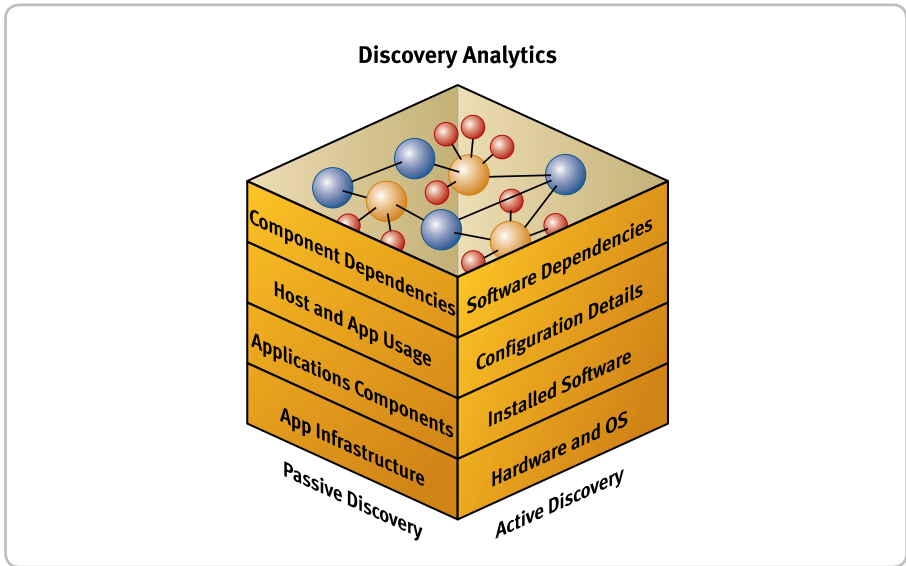 Discovery Analytics
Component Dependencies
Host and App Usage
Applications Components
App Infrastructure
Passive Discovery
Software Dependencies
Configuration Details
Installed Software
Hardware and OS
Active Discovery